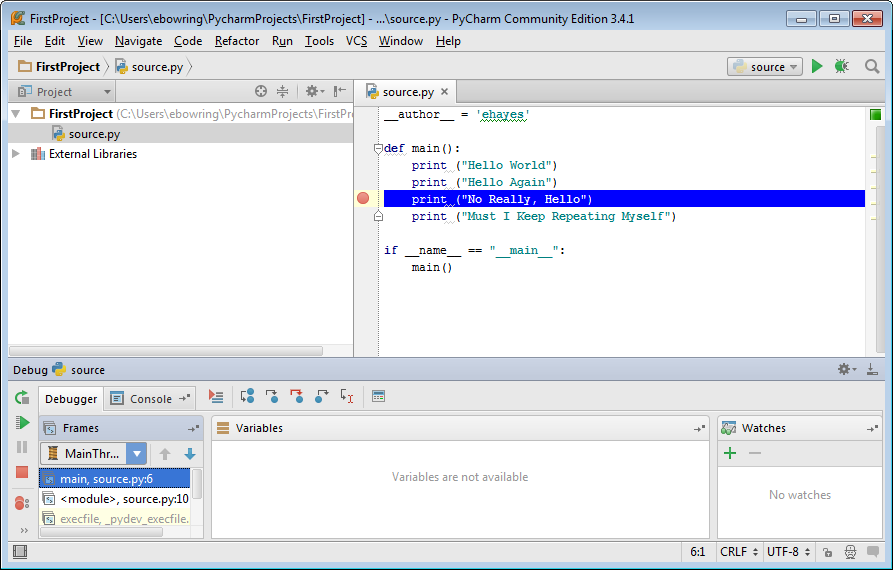 FirstProject - [C:\Users\ebowring\PycharmProjects\FirstProject] - ...\source.py - PyCharm Community Edition 3.4.1
File Edit View Navigate Code Refactor Run Tools VCS Window Help
FirstProject source.py source
Project source.py
FirstProject (C:\Users\ebowring\PycharmProjects\FirstPr
source.py
External Libraries
__author__ = 'ehayes'
def main():
print ("Hello World")
print ("Hello Again")
print ("No Really, Hello")
print ("Must I Keep Repeating Myself")
if __name__ == "__main__":
main()
Debug source
Debugger Console
Frames Variables Watches
MainThr...
main, source.py:6
<module>, source.py:10
execfile, _pydev_execfile.
Variables are not available
No watches
6:1 CRLF UTF-8